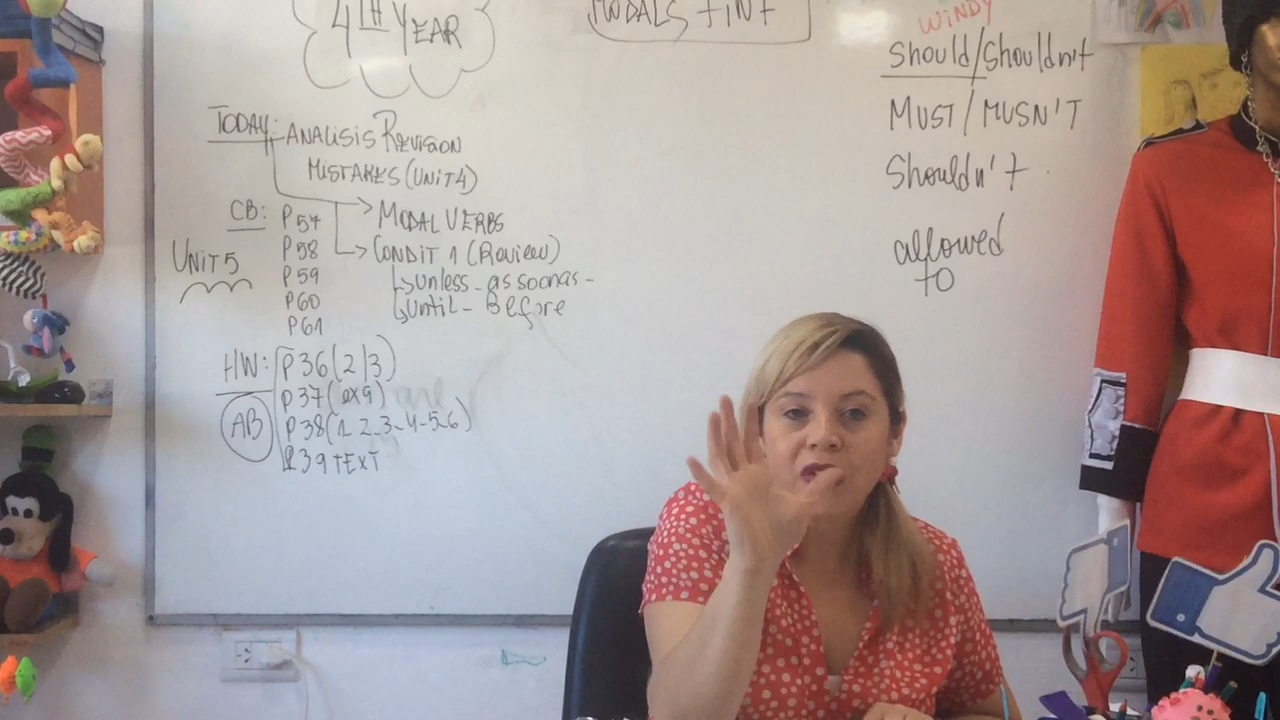 4TH YEAR
MODALS + INF
WINDY
should/shouldn't
MUST/MUSN'T
Shouldn't.
allowed
to
TODAY: ANALISIS REVISION
MISTAKES (UNIT 4)
CB: P57 MODAL VERBS
UNIT 5
P58 CONDIT 1 (Review)
P59 unless - as soon as -
P60 until - Before
P61
HW: P36 (2/3)
AB
P37 (ex9) are
P38 (1-2-3-4-5-6)
P39 TEXT